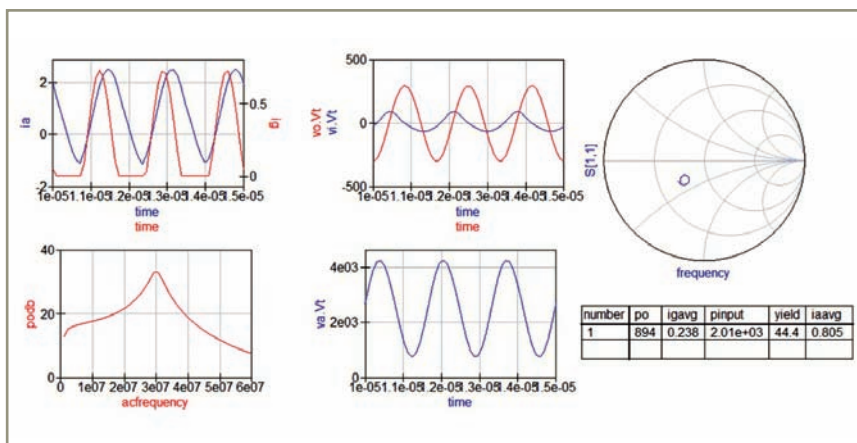 2
0
-2
ia
0.5
0
ig
1e-05 1.1e-05 1.2e-05 1.3e-05 1.4e-05 1.5e-05
time
time
500
0
-500
vo.Vt
vi.Vt
1e-05 1.1e-05 1.2e-05 1.3e-05 1.4e-05 1.5e-05
time
time
S[1,1]
frequency
40
20
0
podb
0 1e07 2e07 3e07 4e07 5e07 6e07
acfrequency
4e03
2e03
0
va.Vt
1e-05 1.1e-05 1.2e-05 1.3e-05 1.4e-05 1.5e-05
time
number po igavg pinput yield iaavg
1 894 0.238 2.01e+03 44.4 0.805